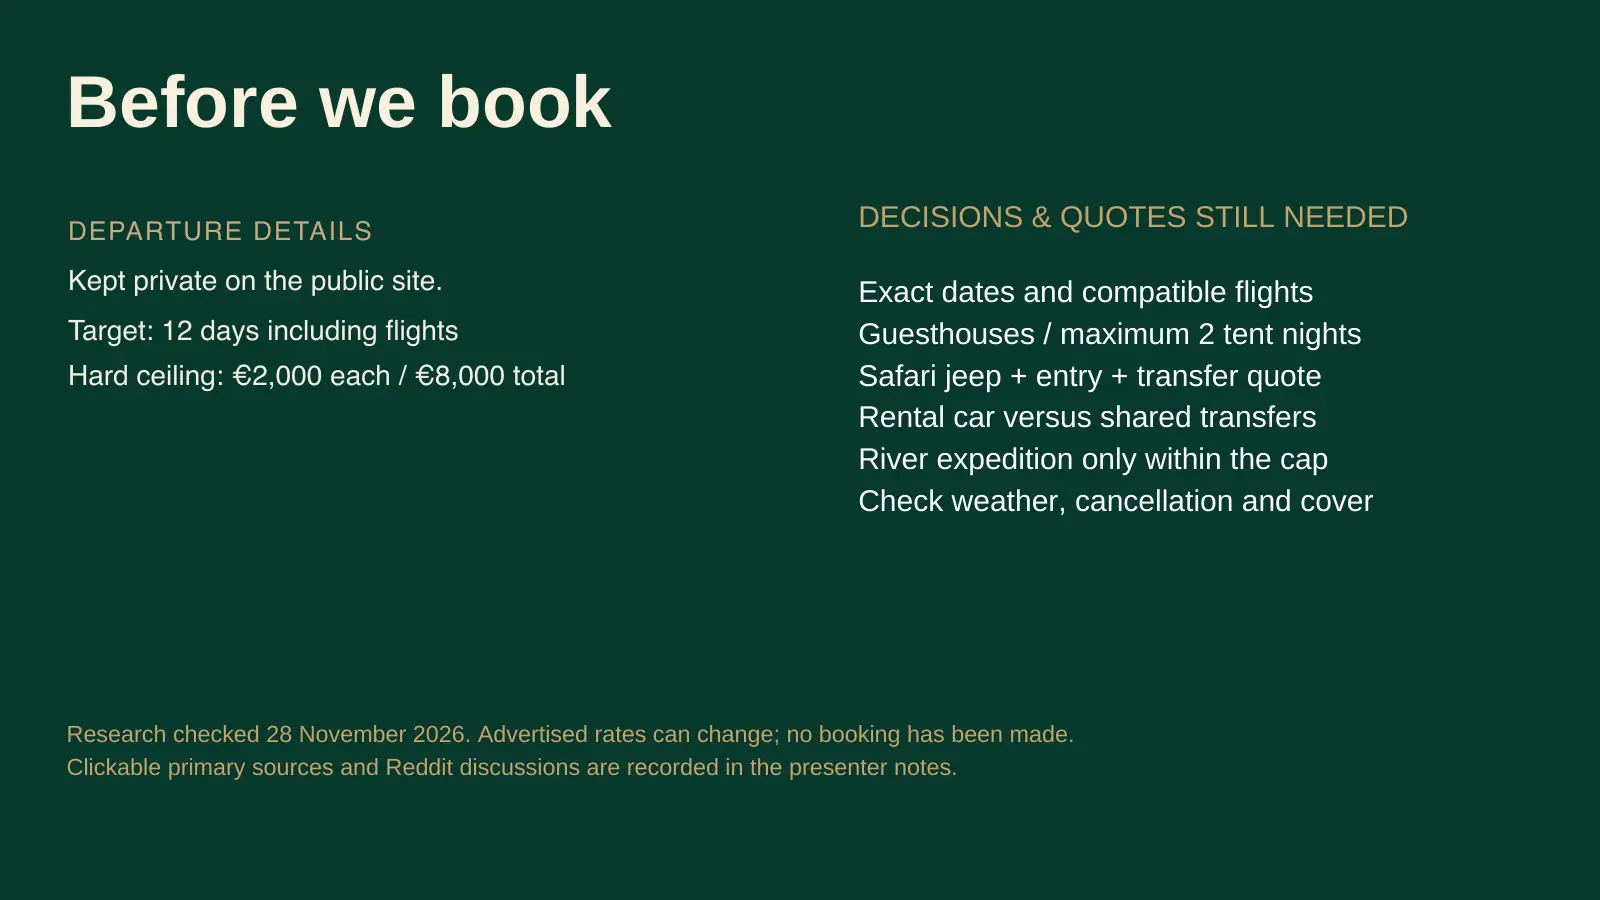 Before we book
DEPARTURE DETAILS
Kept private on the public site.
Target: 12 days including flights
Hard ceiling: €2,000 each / €8,000 total
DECISIONS & QUOTES STILL NEEDED
Exact dates and compatible flights
Guesthouses / maximum 2 tent nights
Safari jeep + entry + transfer quote
Rental car versus shared transfers
River expedition only within the cap
Check weather, cancellation and cover
Research checked 28 November 2026. Advertised rates can change; no booking has been made.
Clickable primary sources and Reddit discussions are recorded in the presenter notes.